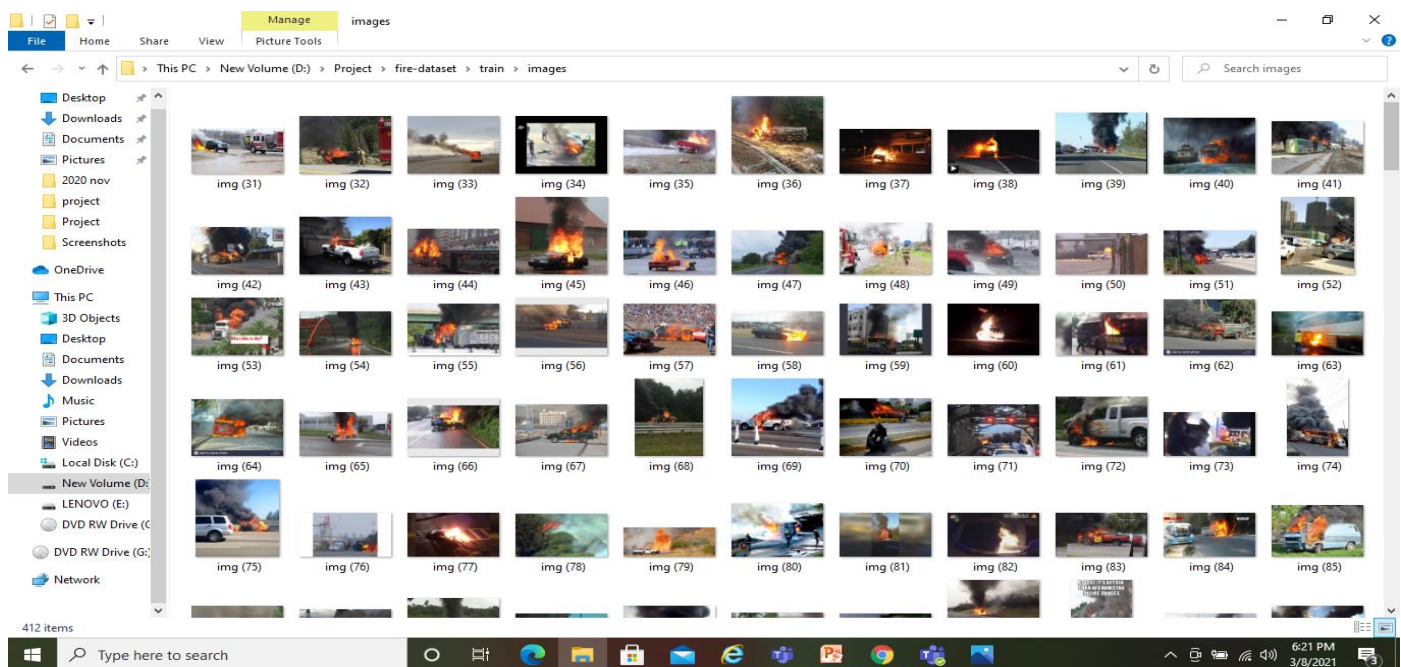 Manage
images
File
Home
Share
View
Picture Tools
This PC > New Volume (D:) > Project > fire-dataset > train > images
Search images
Desktop
Downloads
Documents
Pictures
2020 nov
project
Project
Screenshots
OneDrive
This PC
3D Objects
Desktop
Documents
Downloads
Music
Pictures
Videos
Local Disk (C:)
New Volume (D:
LENOVO (E:)
DVD RW Drive (G
DVD RW Drive (G:)
Network
img (31) img (32) img (33) img (34) img (35) img (36) img (37) img (38) img (39) img (40) img (41)
img (42) img (43) img (44) img (45) img (46) img (47) img (48) img (49) img (50) img (51) img (52)
img (53) img (54) img (55) img (56) img (57) img (58) img (59) img (60) img (61) img (62) img (63)
img (64) img (65) img (66) img (67) img (68) img (69) img (70) img (71) img (72) img (73) img (74)
img (75) img (76) img (77) img (78) img (79) img (80) img (81) img (82) img (83) img (84) img (85)
412 items
Type here to search
6:21 PM
3/8/2021